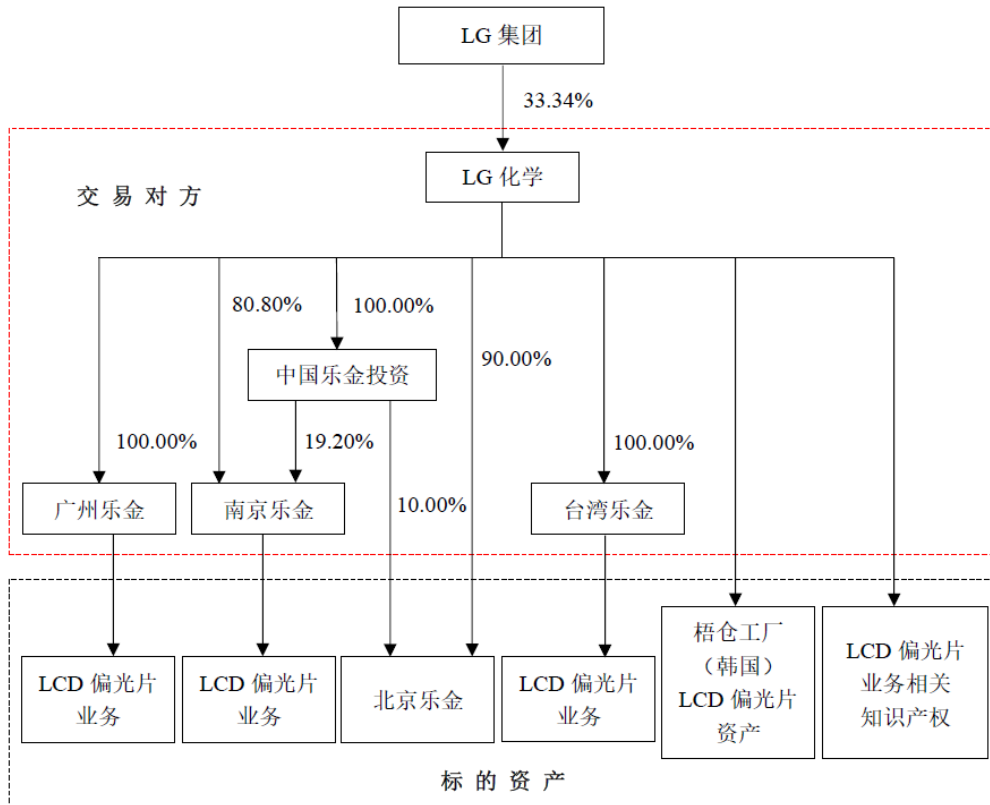 LG 集团
33.34%
LG 化学
交 易 对 方
80.80%
100.00%
90.00%
中国乐金投资
100.00%
19.20%
100.00%
广州乐金
南京乐金
10.00%
台湾乐金
LCD 偏光片
业务
LCD 偏光片
业务
北京乐金
LCD 偏光片
业务
梧仓工厂
（韩国）
LCD 偏光片
资产
LCD 偏光片
业务相关
知识产权
标 的 资 产